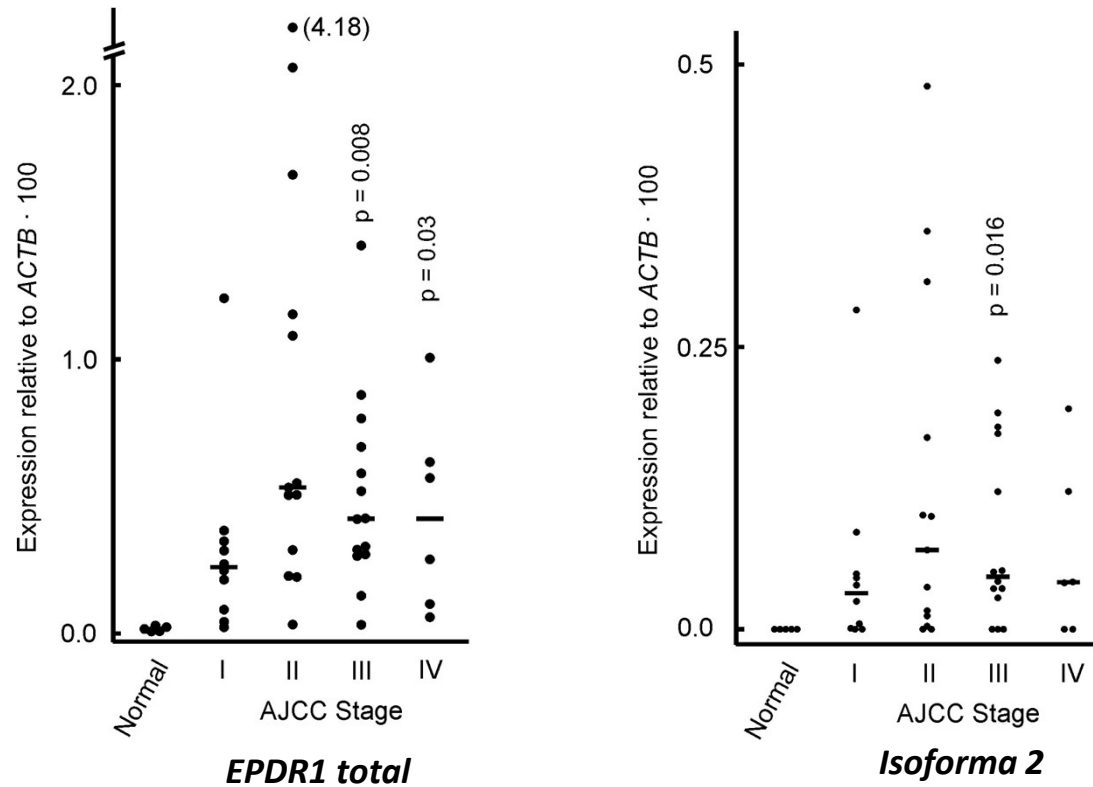 (4.18)
2.0
1.0
0.0
Expression relative to ACTB · 100
p = 0.008
p = 0.03
Normal
I
II
III
IV
AJCC Stage
EPDR1 total
0.5
0.25
0.0
Expression relative to ACTB · 100
p = 0.016
Normal
I
II
III
IV
AJCC Stage
Isoforma 2